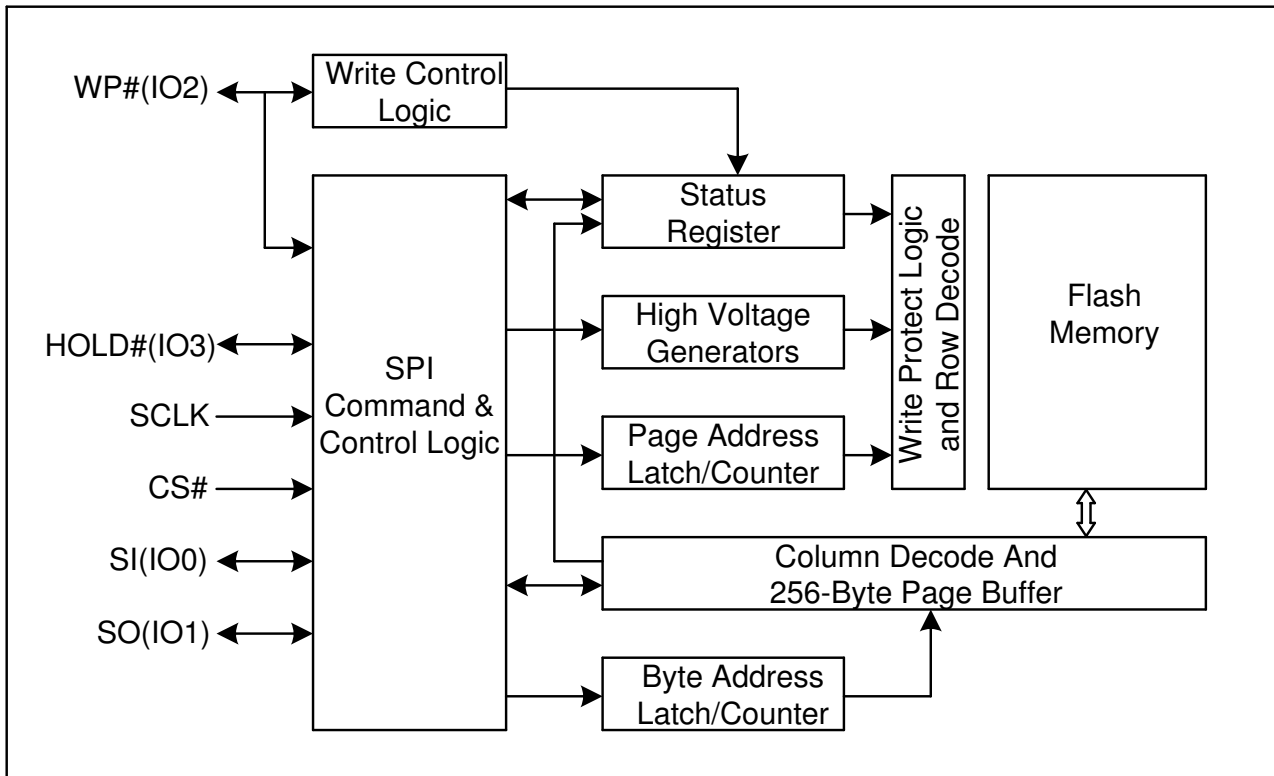 WP#(IO2)
Write Control
Logic
HOLD#(IO3)
SCLK
CS#
SI(IO0)
SO(IO1)
SPI
Command &
Control Logic
Status
Register
High Voltage
Generators
Page Address
Latch/Counter
Write Protect Logic
and Row Decode
Flash
Memory
Column Decode And
256-Byte Page Buffer
Byte Address
Latch/Counter